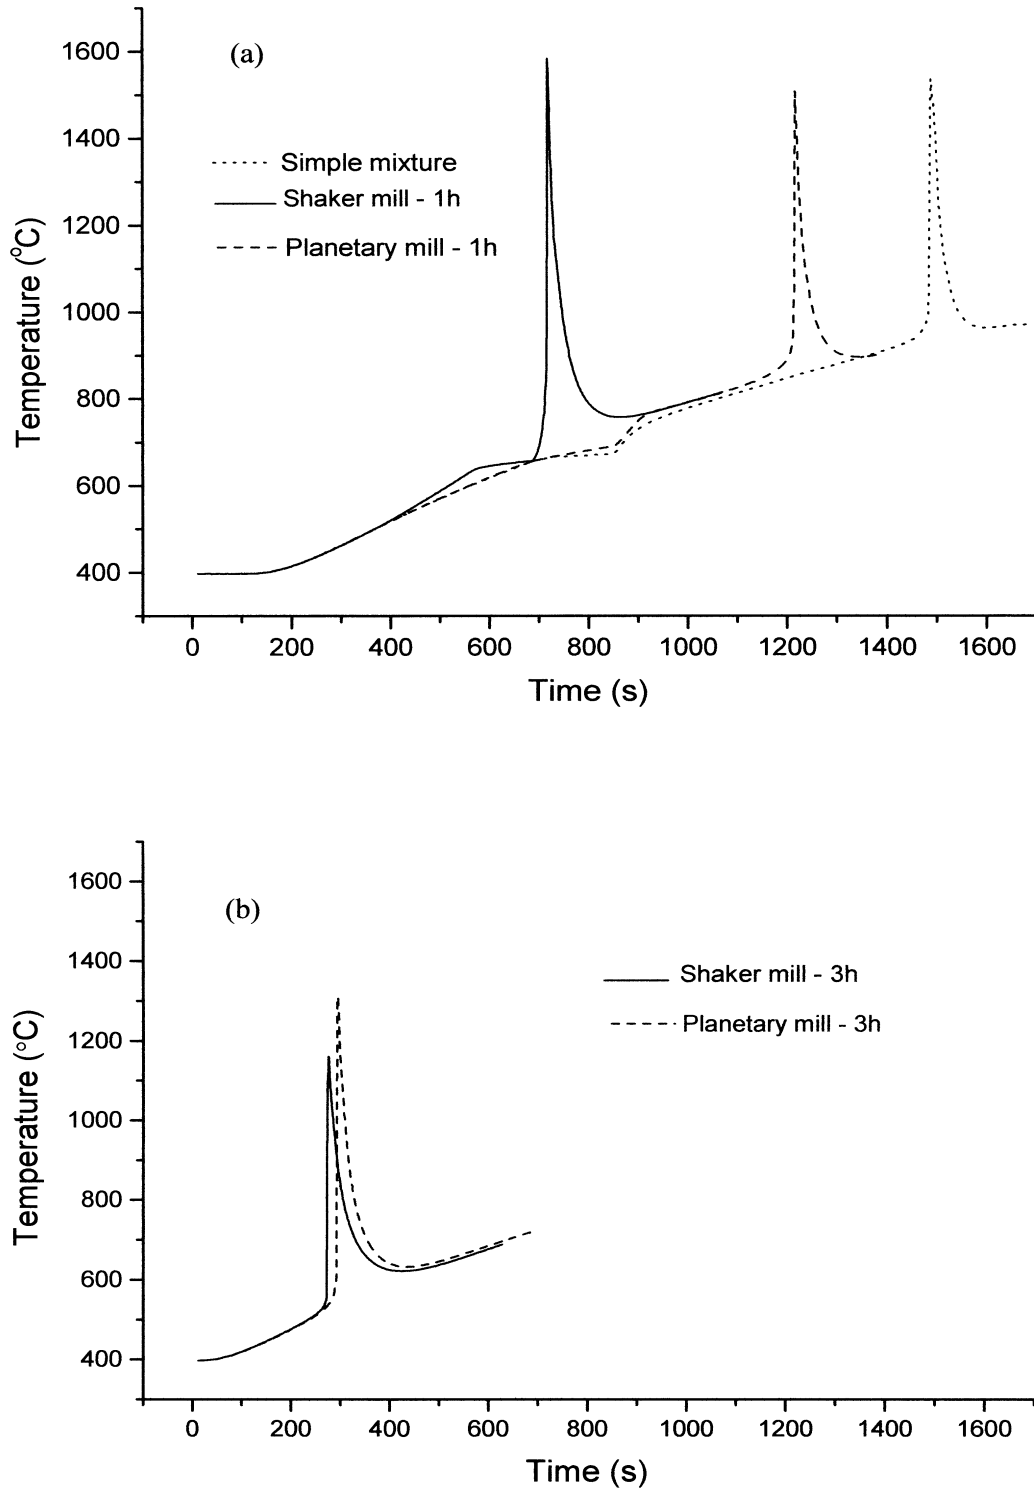 (a)
1600
1400
1200
1000
800
600
400
Temperature (°C)
Simple mixture
Shaker mill - 1h
Planetary mill - 1h
0 200 400 600 800 1000 1200 1400 1600
Time (s)
(b)
1600
1400
1200
1000
800
600
400
Temperature (°C)
Shaker mill - 3h
Planetary mill - 3h
0 200 400 600 800 1000 1200 1400 1600
Time (s)